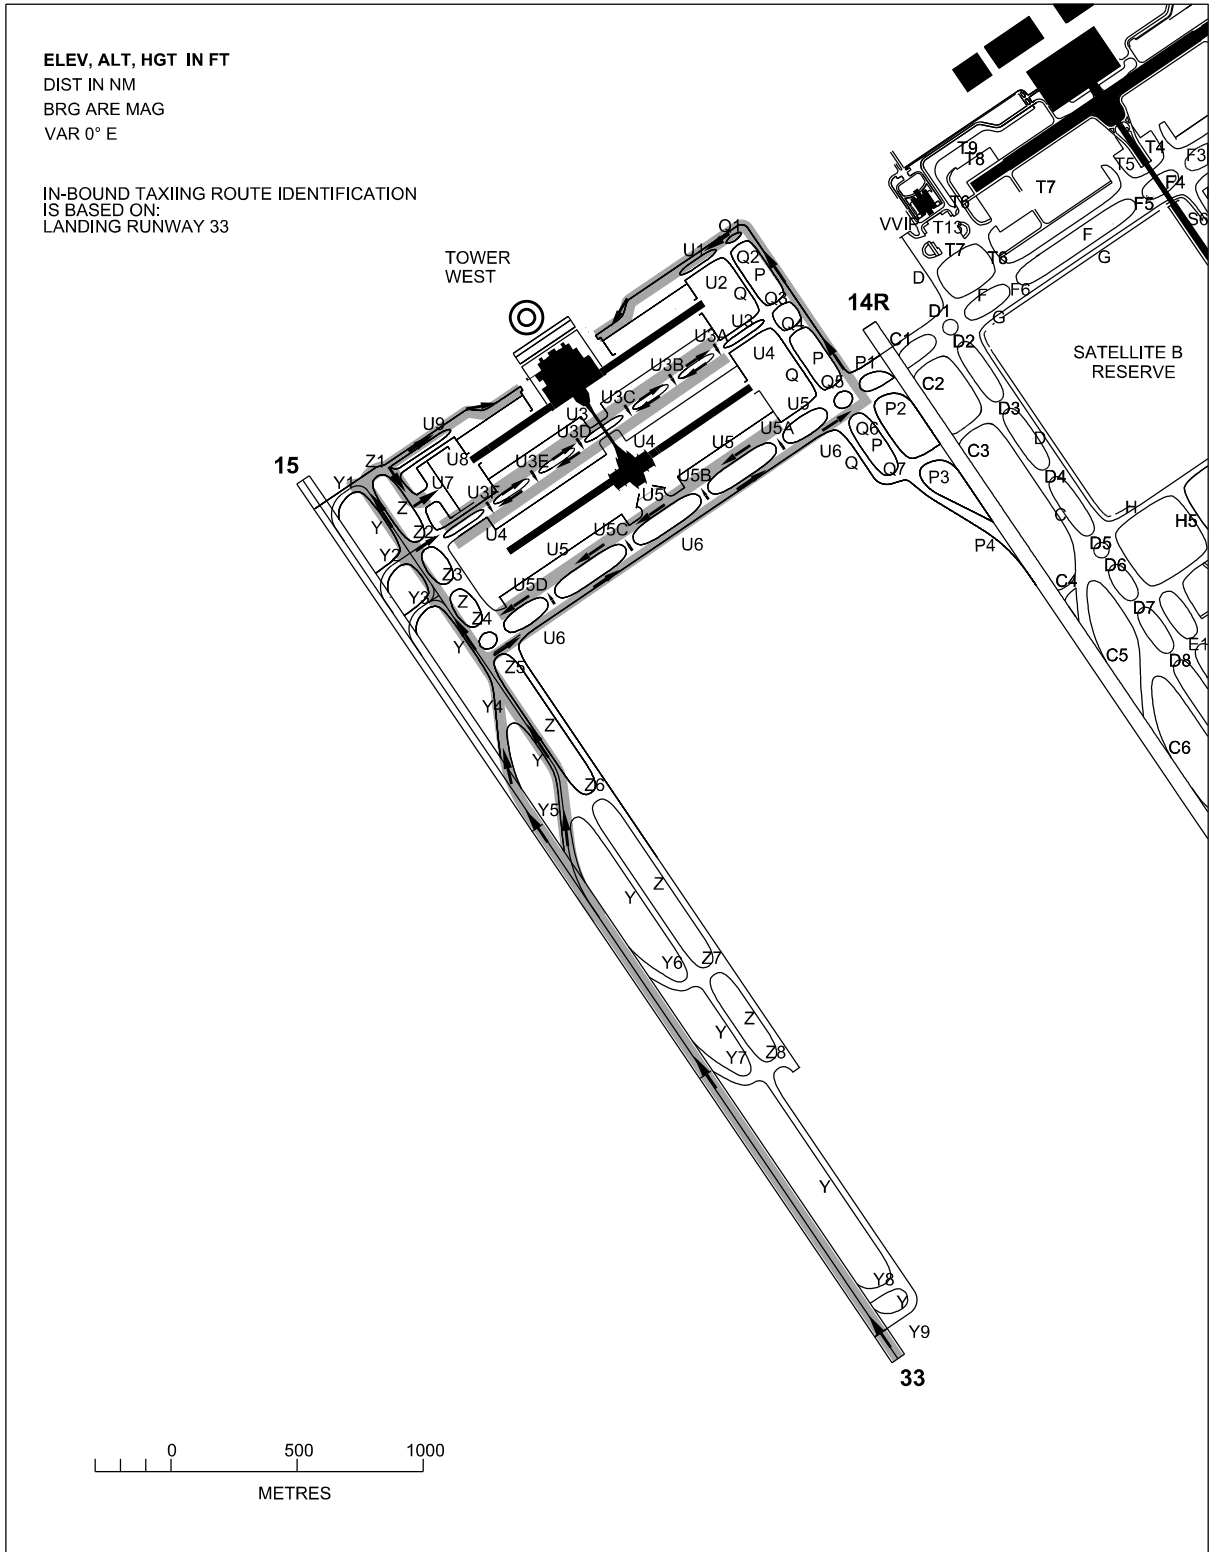 ELEV, ALT, HGT IN FT
DIST IN NM
BRG ARE MAG
VAR 0° E
IN-BOUND TAXIING ROUTE IDENTIFICATION
IS BASED ON:
LANDING RUNWAY 33
TOWER
WEST
T9
T8
T4
T5
F3
T7
F4
F5
T6
VVIP
T13
S6
F
G
T7
T6
D
F6
F
G
Q1
U1
Q2
P
U2
Q
Q3
14R
D1
C1
D2
SATELLITE B
RESERVE
U3
Q4
U3A
U4
P
P1
C2
U3B
Q
Q5
U3C
P2
D3
U3
U5
U9
U3D
U5A
Q6
D
U4
U5
U6
P
C3
Z1
U8
U3E
Q
Q7
P3
D4
15
Y1
U7
U3F
U5B
U5
C
H
H5
Z
Y
Z2
U4
U5C
U6
P4
D5
Y2
U5
D6
Z3
U5D
C4
Y3
Z
D7
Z4
U6
E1
Y
C5
D8
Z5
Y4
Z
C6
Y
Z6
Y5
Z
Y
Y6
Z7
Z
Y
Y7
Z8
Y
Y8
Y
Y9
33
0 500 1000
METRES